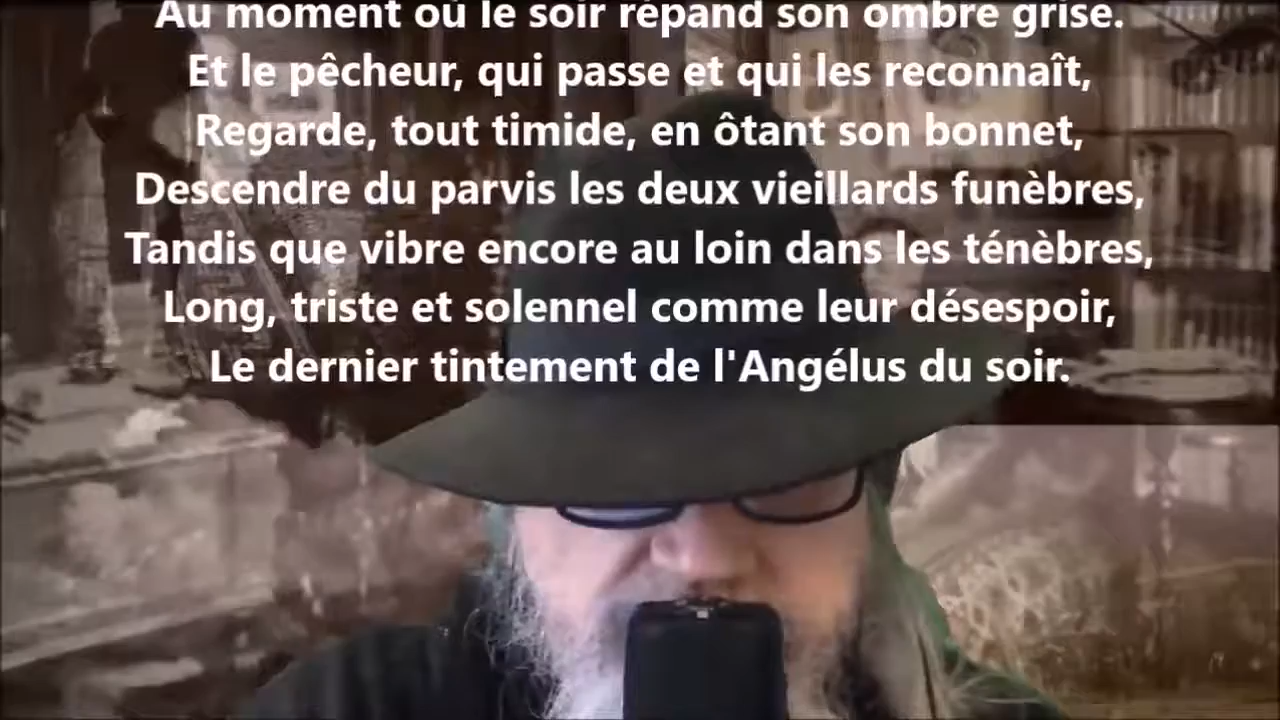 Au moment où le soir répand son ombre grise.
Et le pêcheur, qui passe et qui les reconnaît,
Regarde, tout timide, en ôtant son bonnet,
Descendre du parvis les deux vieillards funèbres,
Tandis que vibre encore au loin dans les ténèbres,
Long, triste et solennel comme leur désespoir,
Le dernier tintement de l'Angélus du soir.